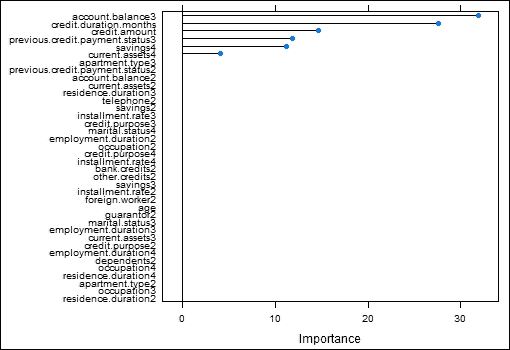 account.balance3
credit.duration.months
credit.amount
previous.credit.payment.status3
savings4
current.assets4
apartment.type3
previous.credit.payment.status2
account.balance2
current.assets2
residence.duration3
telephone2
savings2
installment.rate3
credit.purpose3
marital.status4
employment.duration2
occupation2
credit.purpose4
installment.rate4
bank.credits2
other.credits2
savings3
installment.rate2
foreign.worker2
age
guarantor2
marital.status3
employment.duration3
current.assets3
credit.purpose2
employment.duration4
dependents2
occupation4
residence.duration4
apartment.type2
occupation3
residence.duration2
0 10 20 30
Importance